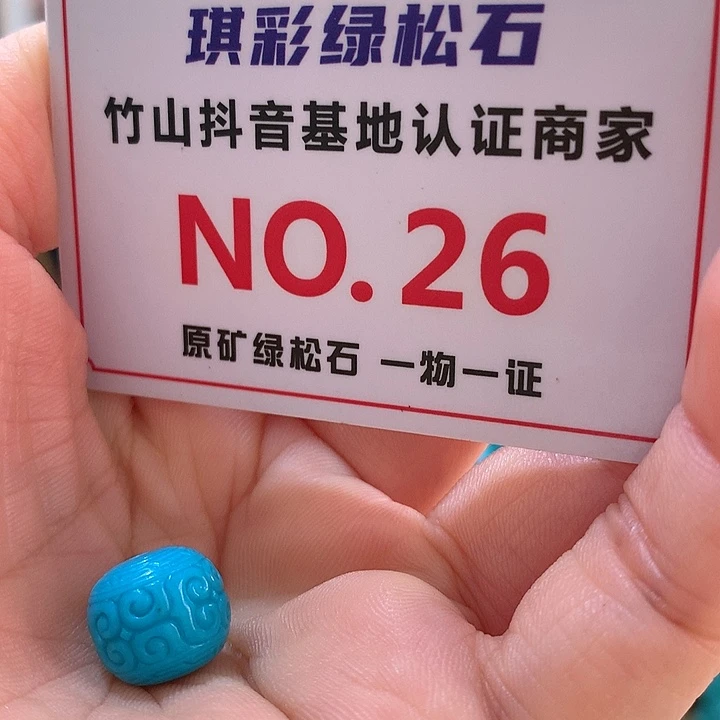 琪彩绿松石
竹山抖音基地认证商家
NO.26
原矿绿松石 一物一证